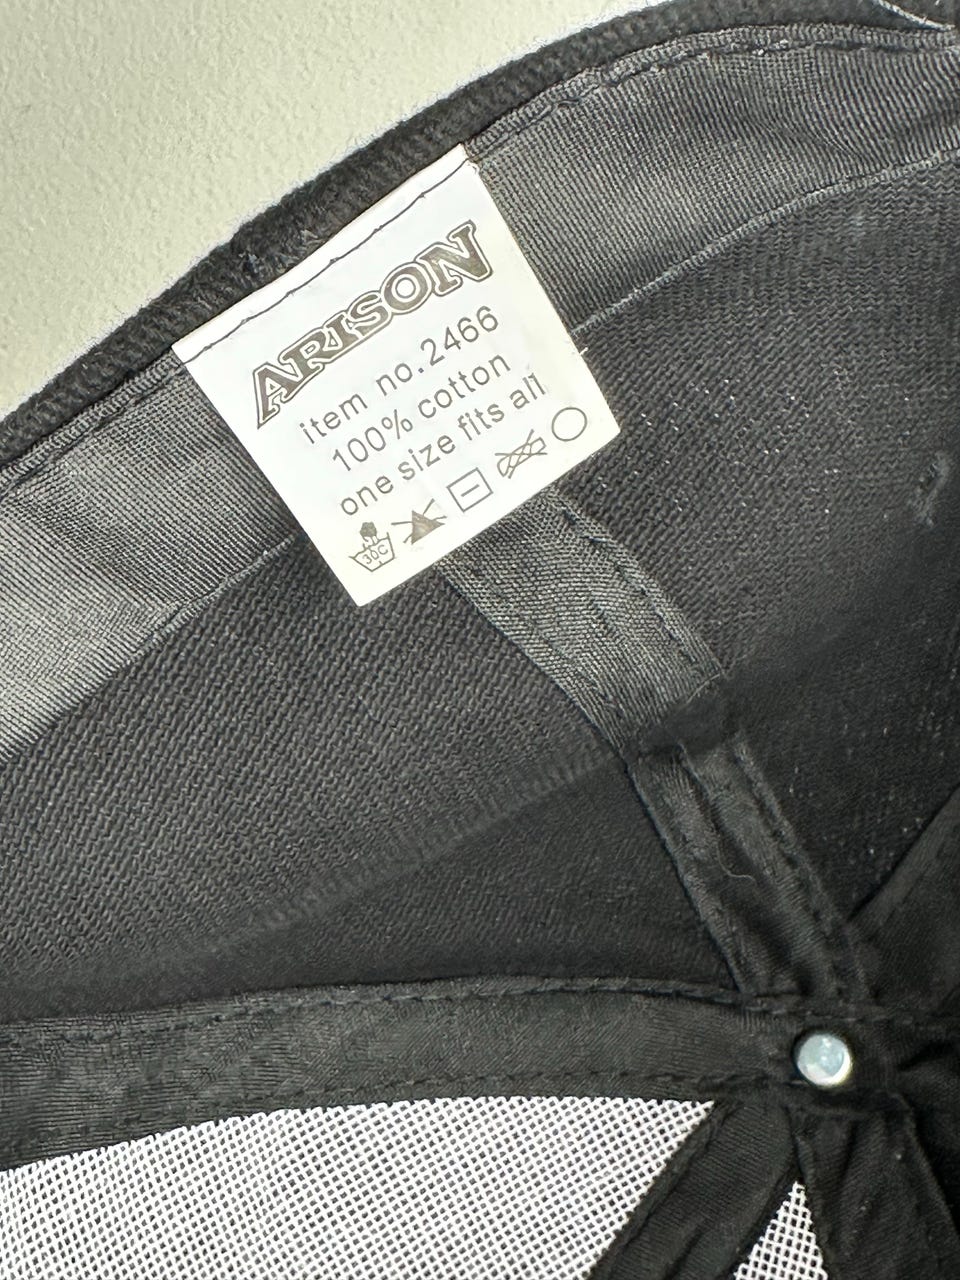 ARISON
item no.2466
100% cotton
one size fits all
30C